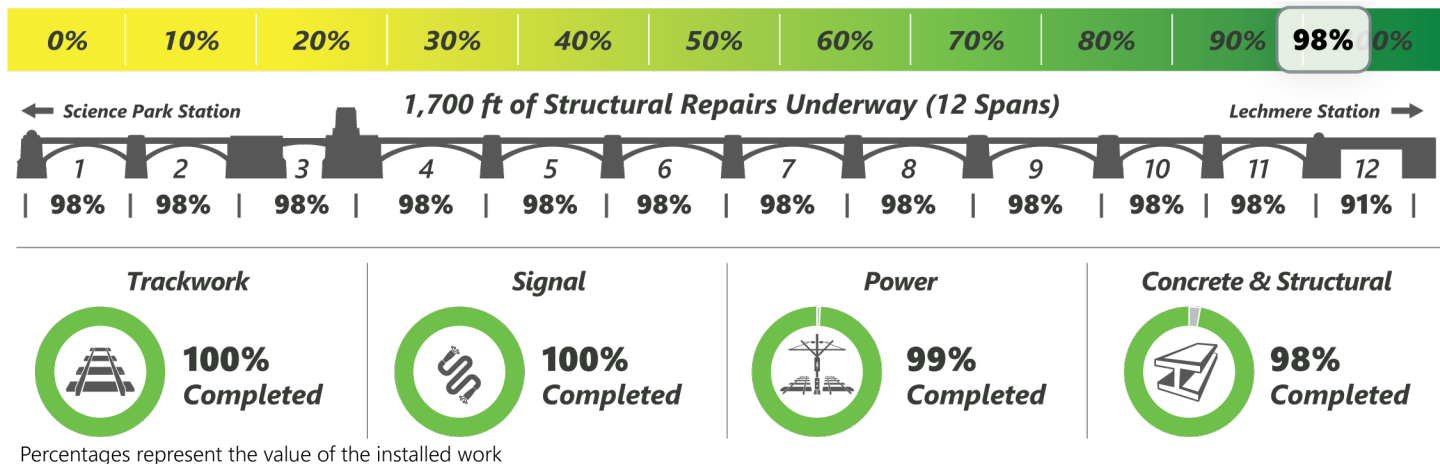 0% 10% 20% 30% 40% 50% 60% 70% 80% 90% 98% 0%
Science Park Station 1,700 ft of Structural Repairs Underway (12 Spans) Lechmere Station
1 2 3 4 5 6 7 8 9 10 11 12
| 98% | 98% | 98% | 98% | 98% | 98% | 98% | 98% | 98% | 98% | 98% | 91% |
Trackwork Signal Power Concrete & Structural
100% 100% 99% 98%
Completed Completed Completed Completed
Percentages represent the value of the installed work